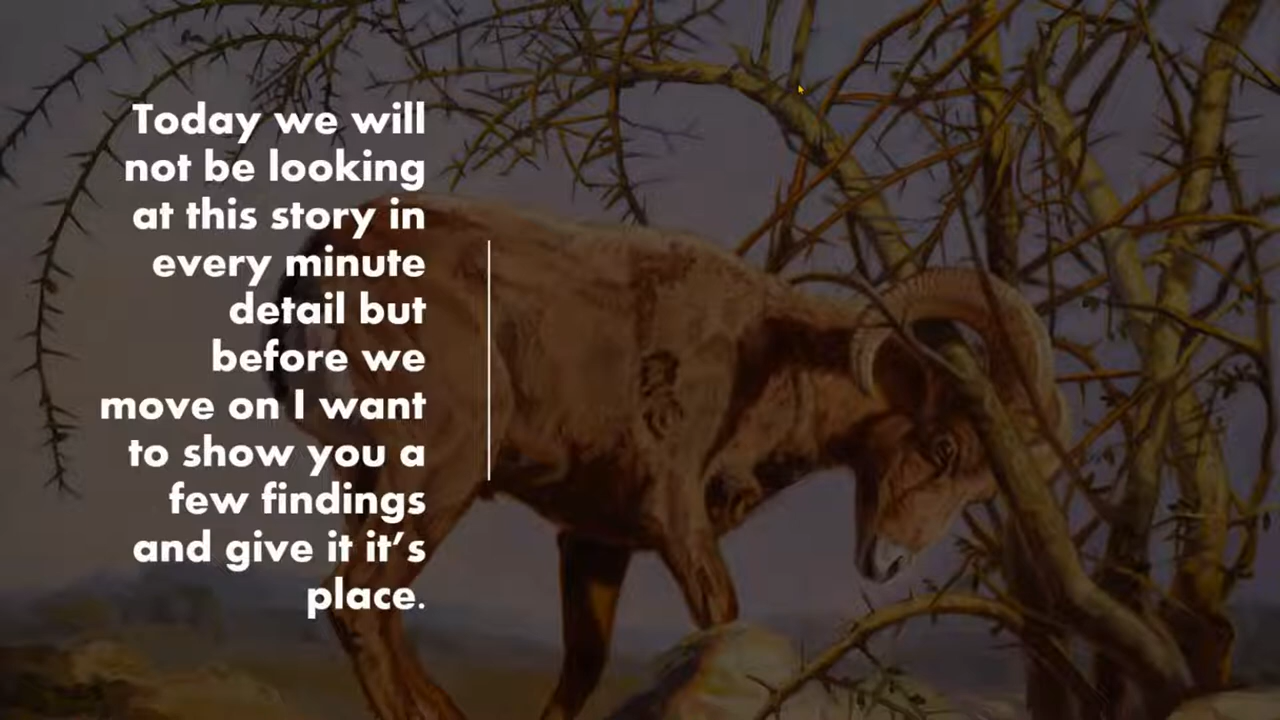 Today we will
not be looking
at this story in
every minute
detail but
before we
move on I want
to show you a
few findings
and give it it’s
place.